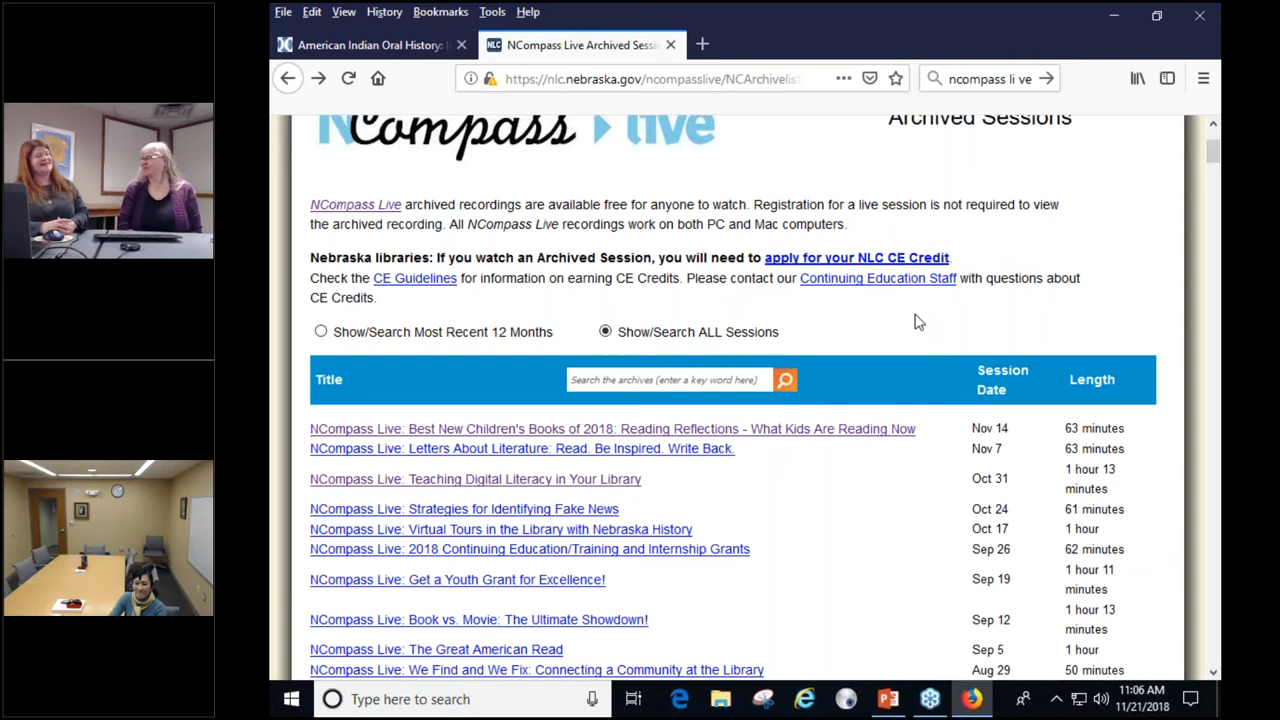 File Edit View History Bookmarks Tools Help
American Indian Oral History:
NLC NCompass Live Archived Sessi
https://nlc.nebraska.gov/ncompasslive/NCArchivelist
ncompass li ve
NCompass live
Archived Sessions
NCompass Live archived recordings are available free for anyone to watch. Registration for a live session is not required to view
the archived recording. All NCompass Live recordings work on both PC and Mac computers.
Nebraska libraries: If you watch an Archived Session, you will need to apply for your NLC CE Credit.
Check the CE Guidelines for information on earning CE Credits. Please contact our Continuing Education Staff with questions about
CE Credits.
Show/Search Most Recent 12 Months Show/Search ALL Sessions
Title Search the archives (enter a key word here) Session Date Length
NCompass Live: Best New Children's Books of 2018: Reading Reflections - What Kids Are Reading Now Nov 14 63 minutes
NCompass Live: Letters About Literature: Read. Be Inspired. Write Back. Nov 7 63 minutes
NCompass Live: Teaching Digital Literacy in Your Library Oct 31 1 hour 13 minutes
NCompass Live: Strategies for Identifying Fake News Oct 24 61 minutes
NCompass Live: Virtual Tours in the Library with Nebraska History Oct 17 1 hour
NCompass Live: 2018 Continuing Education/Training and Internship Grants Sep 26 62 minutes
NCompass Live: Get a Youth Grant for Excellence! Sep 19 1 hour 11 minutes
NCompass Live: Book vs. Movie: The Ultimate Showdown! Sep 12 1 hour 13 minutes
NCompass Live: The Great American Read Sep 5 1 hour
NCompass Live: We Find and We Fix: Connecting a Community at the Library Aug 29 50 minutes
Type here to search
11:06 AM
11/21/2018